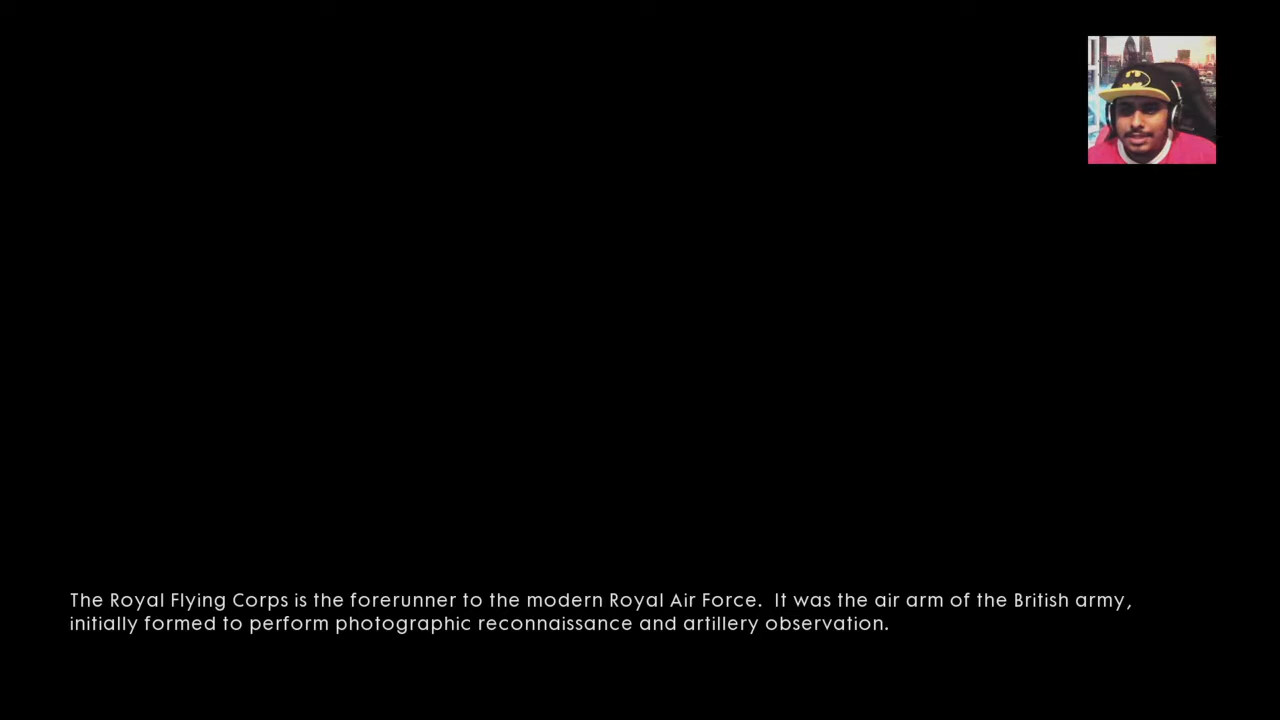 The Royal Flying Corps is the forerunner to the modern Royal Air Force.  It was the air arm of the British army,
initially formed to perform photographic reconnaissance and artillery observation.